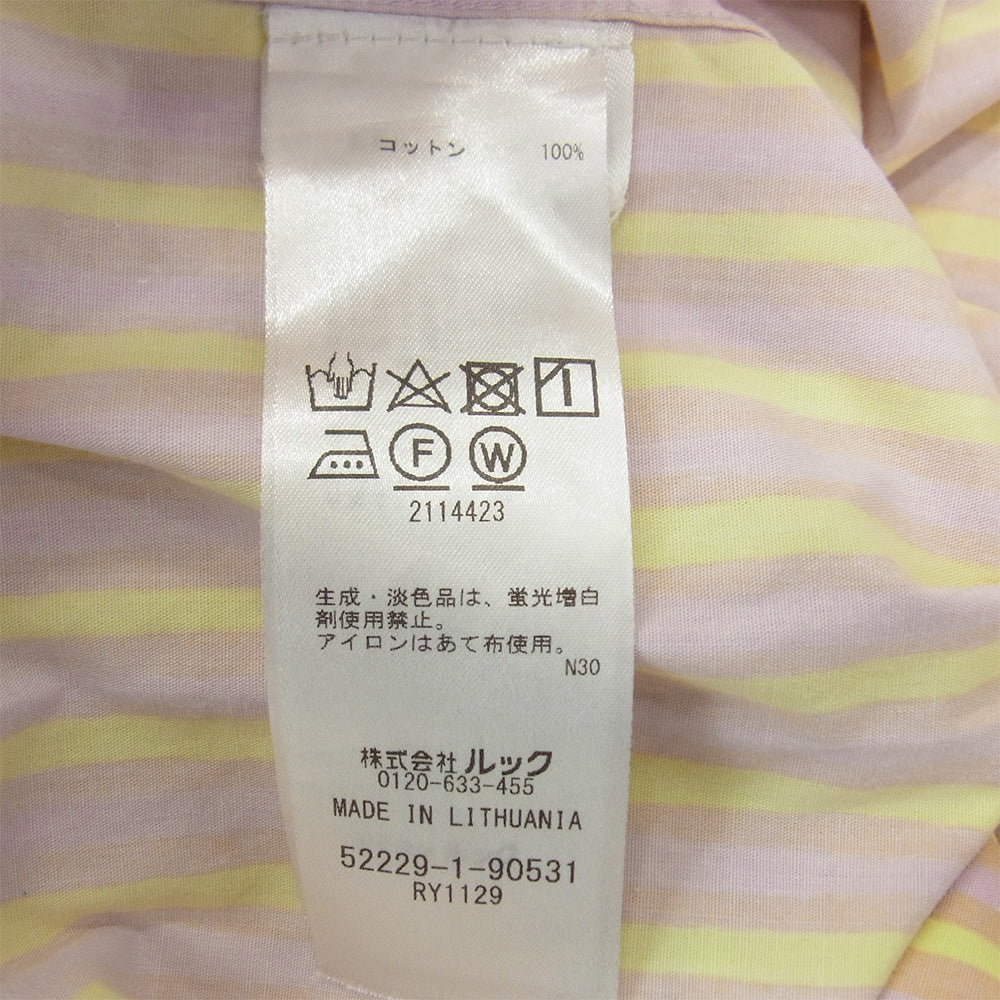 コットン 100%
F W
2114423
生成・淡色品は、蛍光増白
剤使用禁止。
アイロンはあて布使用。
N30
株式会社 ルック
0120-633-455
MADE IN LITHUANIA
52229-1-90531
RY1129